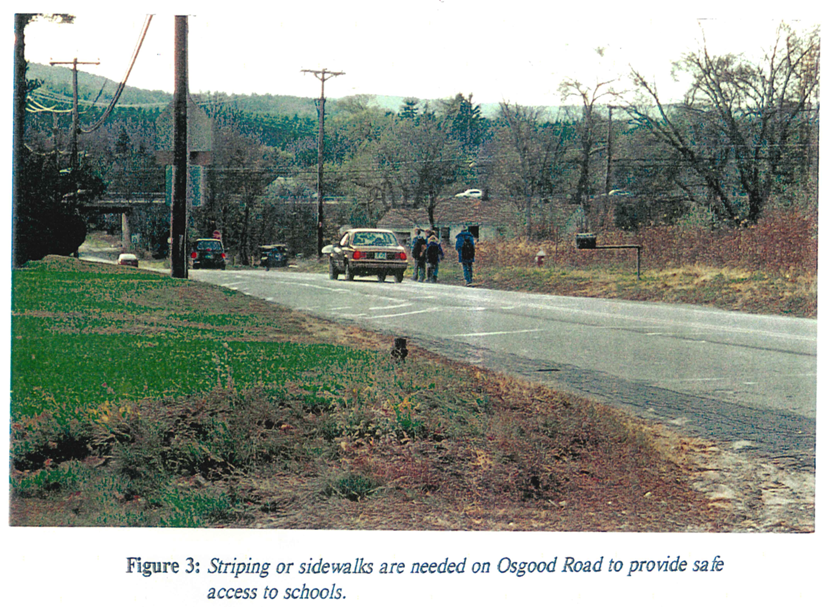 Figure 3: Striping or sidewalks are needed on Osgood Road to provide safe
access to schools.